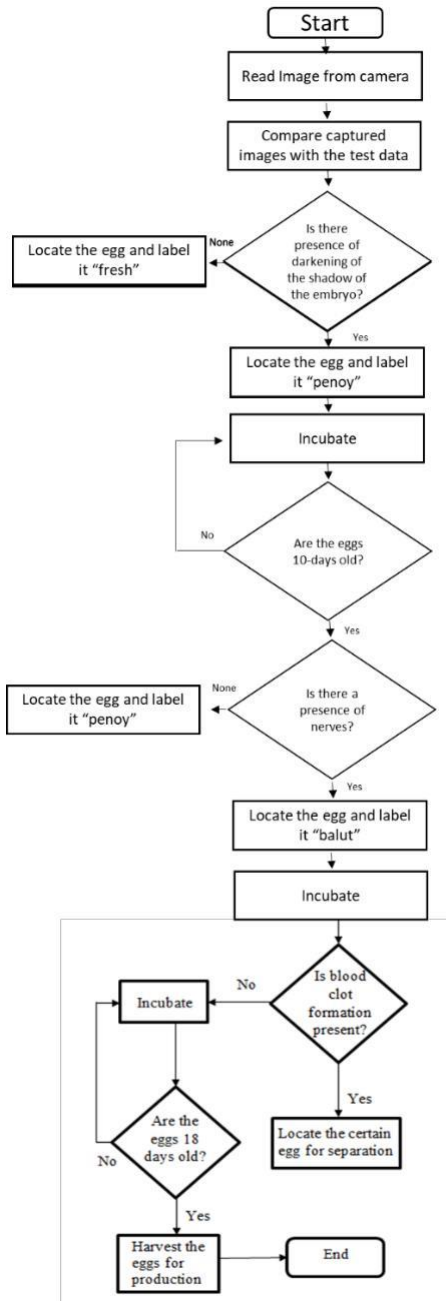 Start
Read Image from camera
Compare captured
images with the test data
Is there
presence of
darkening of
the shadow of
the embryo?
None
Locate the egg and label
it “fresh”
Yes
Locate the egg and label
it “penoy”
Incubate
No
Are the eggs
10-days old?
Yes
None
Locate the egg and label
it “penoy”
Is there a
presence of
nerves?
Yes
Locate the egg and label
it “balut”
Incubate
Is blood
clot
formation
present?
No
Incubate
Yes
Locate the certain
egg for separation
Are the
eggs 18
days old?
No
Yes
Harvest the
eggs for
production
End